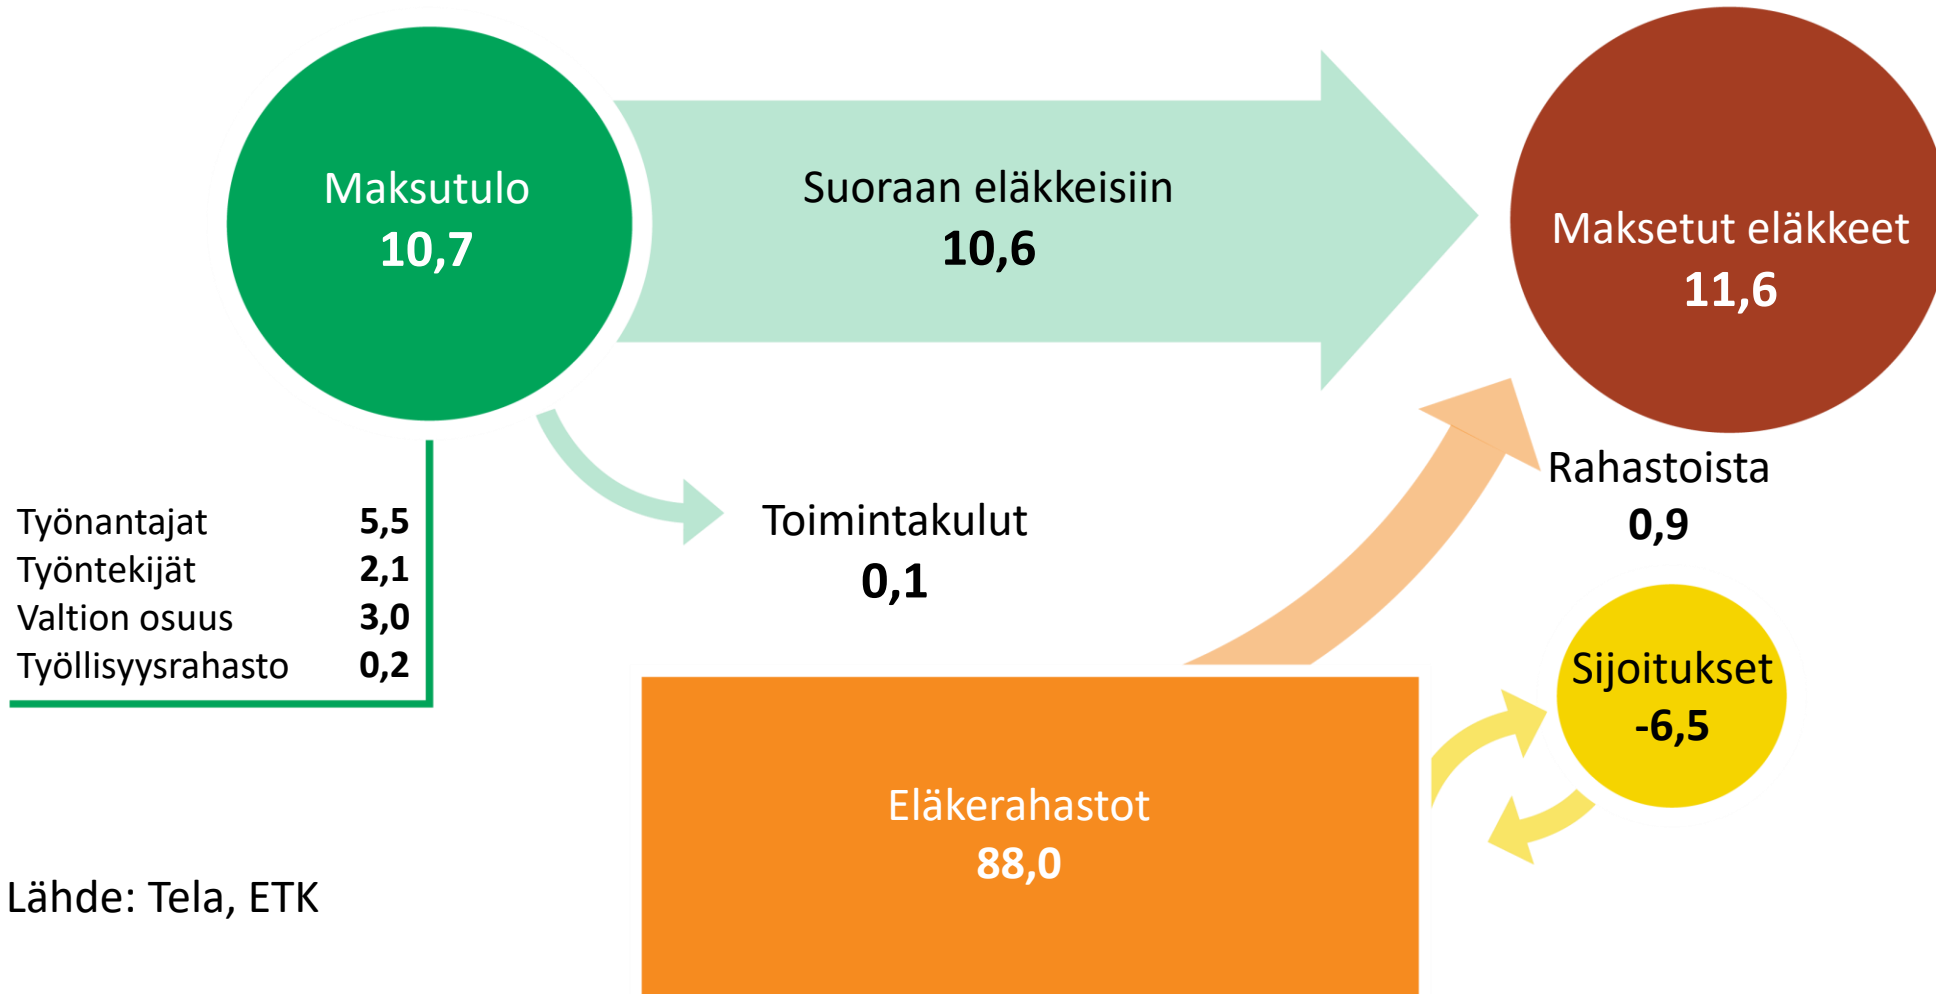 Maksutulo
10,7
Suoraan eläkkeisiin
10,6
Maksetut eläkkeet
11,6
Työnantajat 5,5
Työntekijät 2,1
Valtion osuus 3,0
Työllisyysrahasto 0,2
Toimintakulut
0,1
Rahastoista
0,9
Sijoitukset
-6,5
Eläkerahastot
88,0
Lähde: Tela, ETK